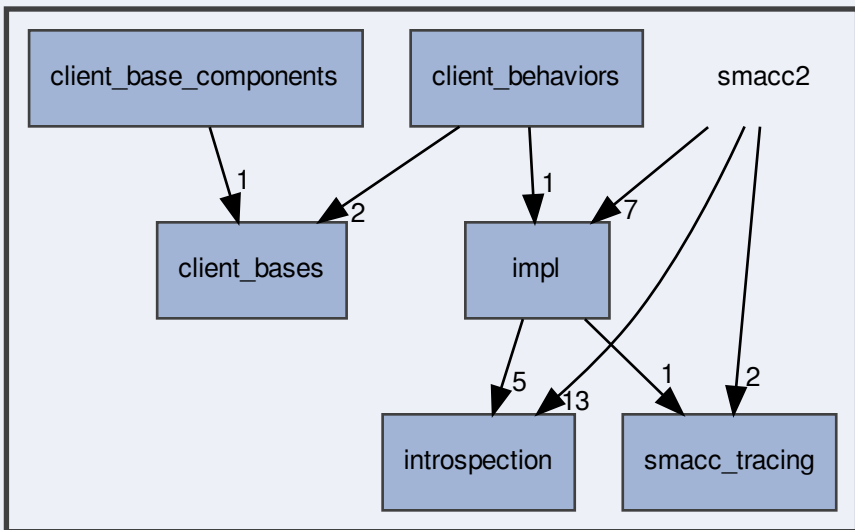 client_base_components
client_behaviors
smacc2
1
2
1
7
client_bases
impl
5
13
1
2
introspection
smacc_tracing